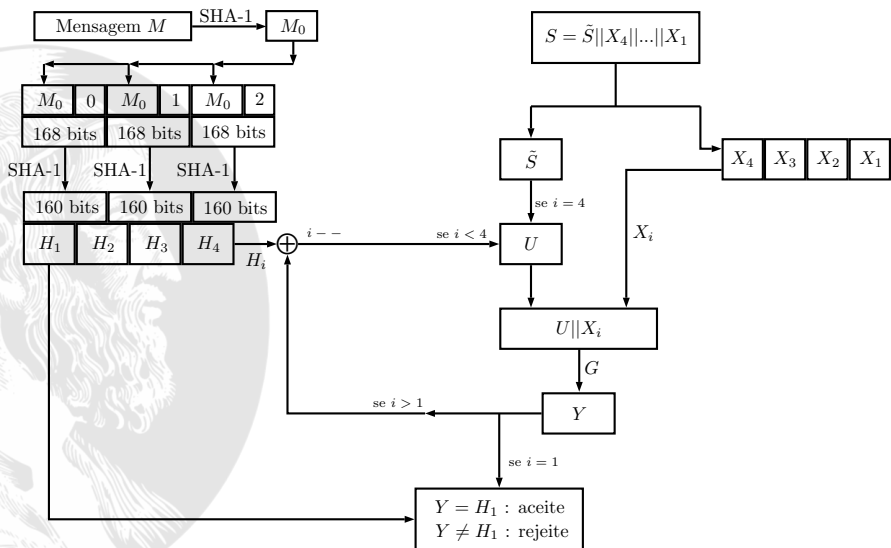 Mensagem M
SHA-1
M₀
S = S̃||X₄||...||X₁
M₀ 0 M₀ 1 M₀ 2
168 bits 168 bits 168 bits
SHA-1 SHA-1 SHA-1
160 bits 160 bits 160 bits
H₁ H₂ H₃ H₄
Hᵢ
i − −
se i < 4
S̃
se i = 4
U
X₄ X₃ X₂ X₁
Xᵢ
U||Xᵢ
G
Y
se i > 1
se i = 1
Y = H₁ : aceite
Y ≠ H₁ : rejeite